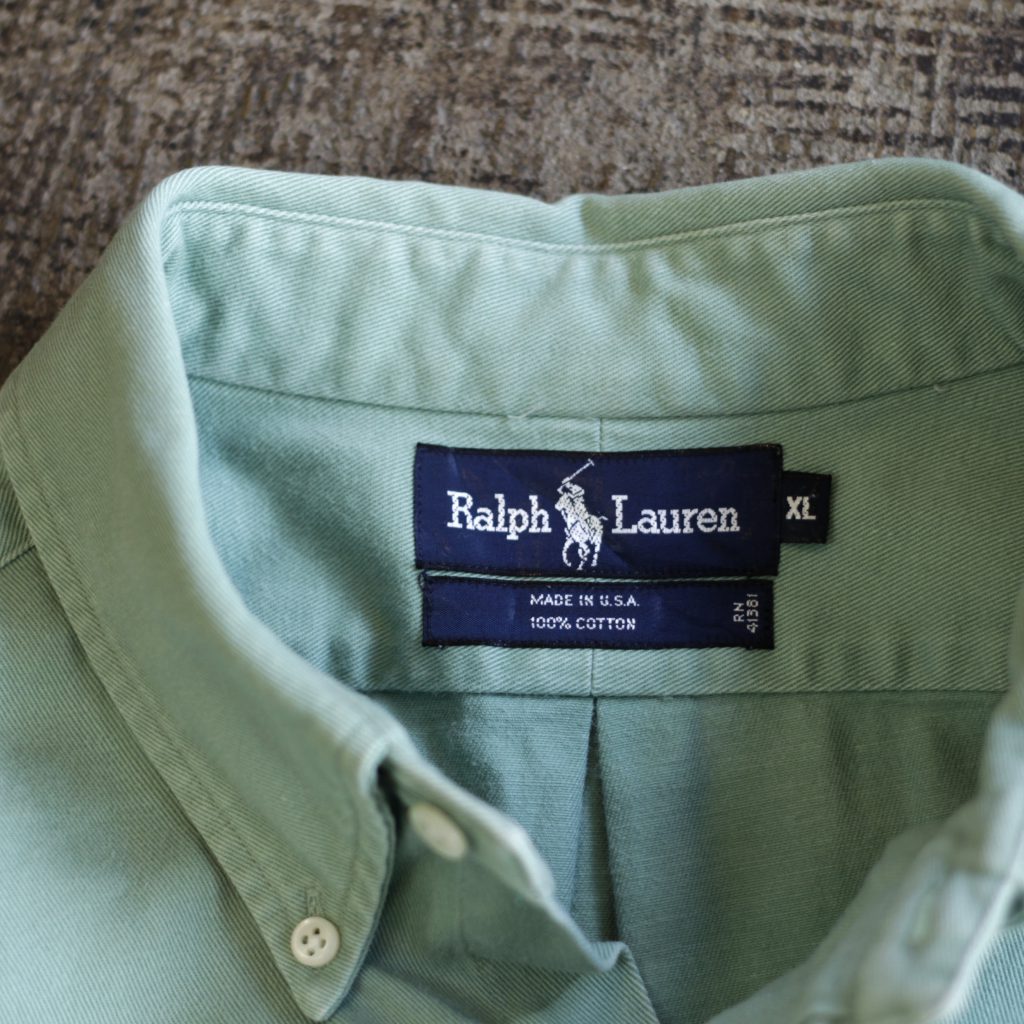 Ralph Lauren
XL
MADE IN U.S.A.
100% COTTON
RN
41381